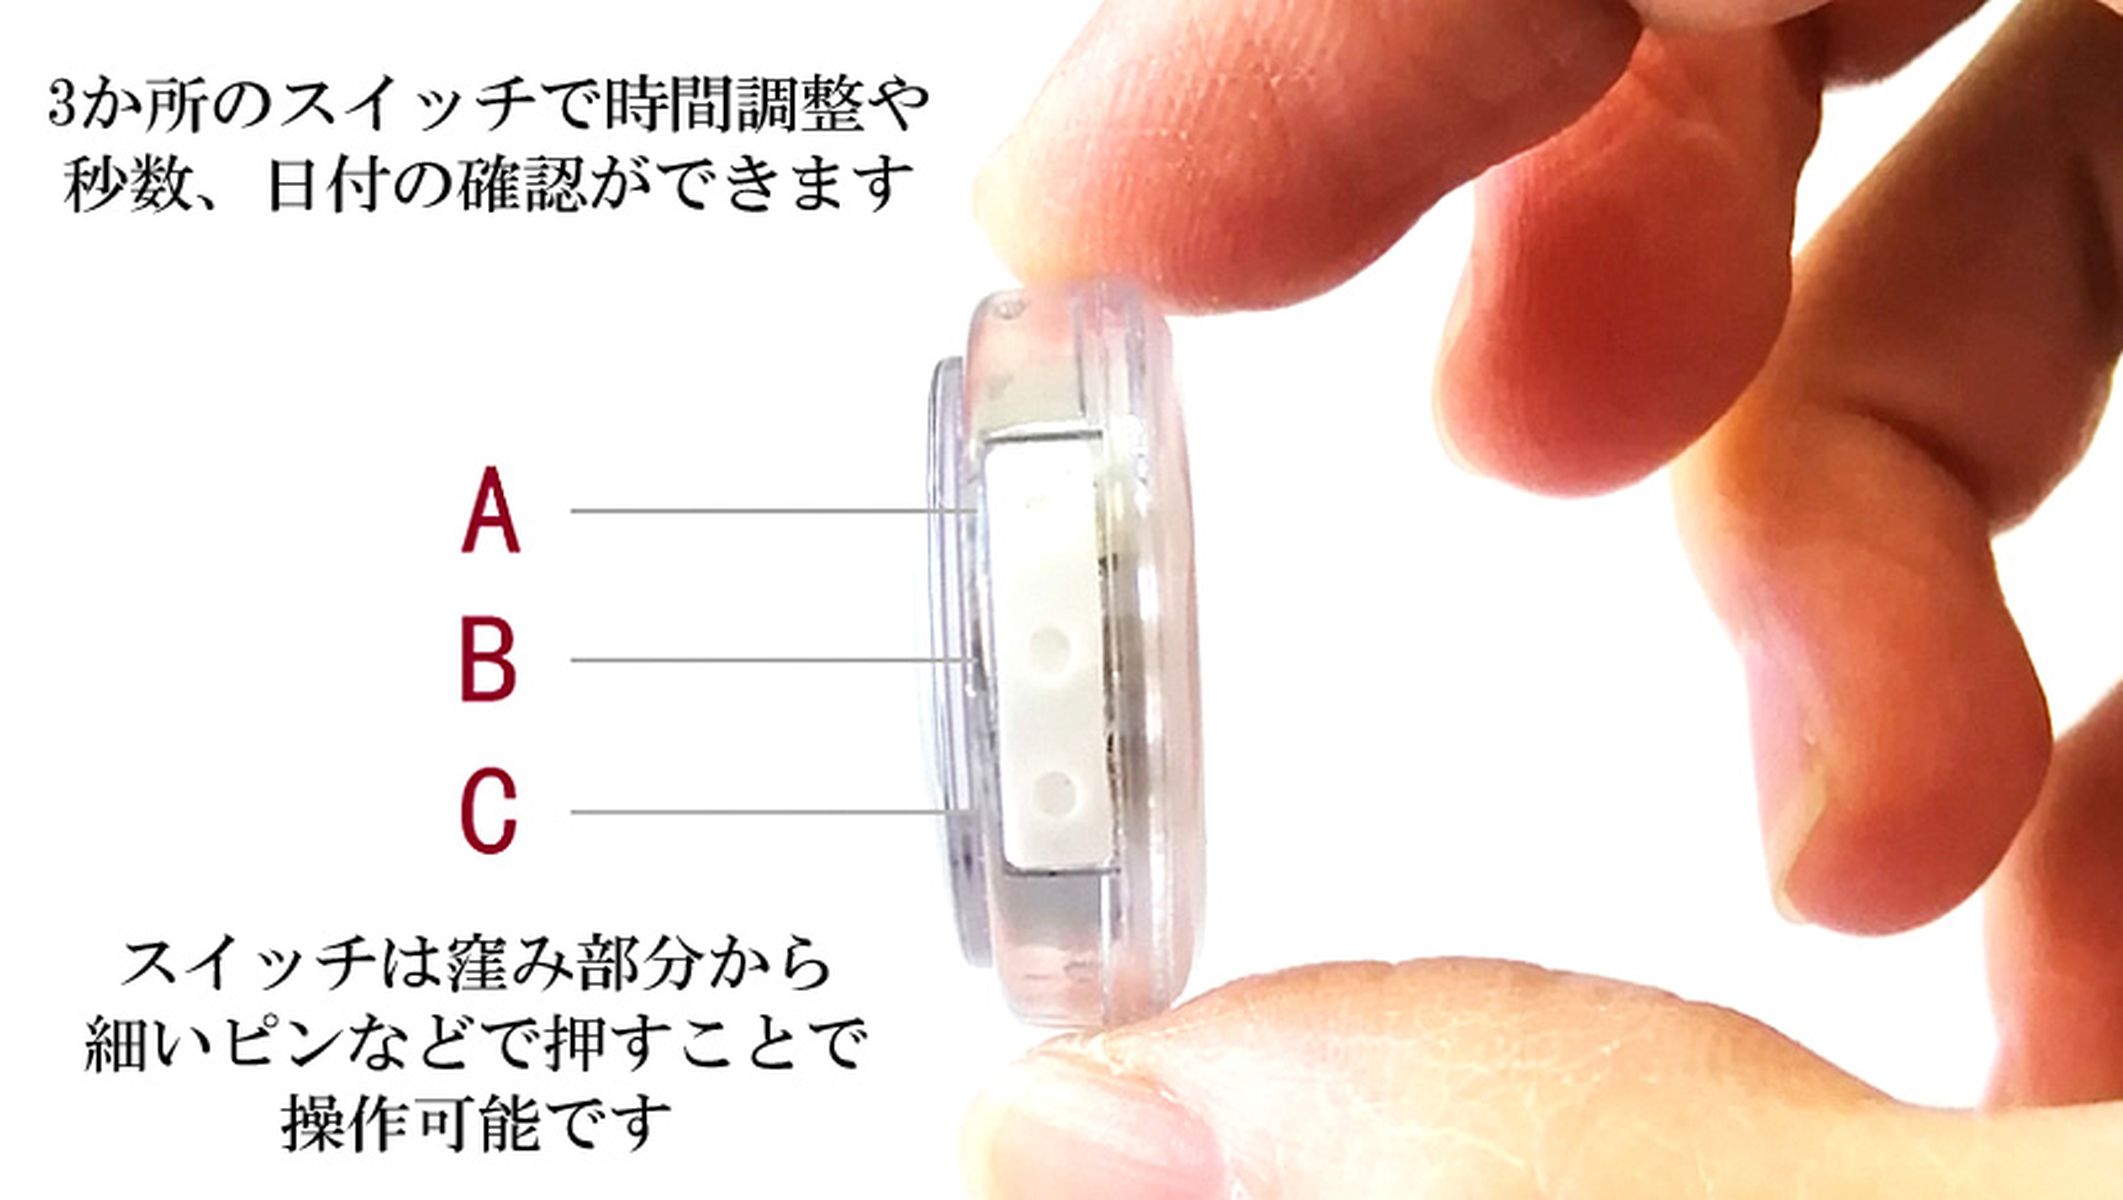 3か所のスイッチで時間調整や
秒数、日付の確認ができます
A
B
C
スイッチは窪み部分から
細いピンなどで押すことで
操作可能です